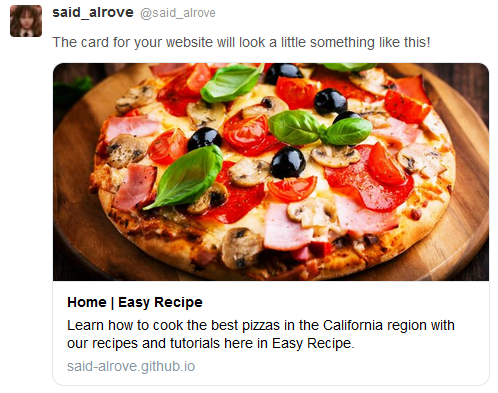 said_alrove @said_alrove
The card for your website will look a little something like this!
Home | Easy Recipe
Learn how to cook the best pizzas in the California region with
our recipes and tutorials here in Easy Recipe.
said-alrove.github.io